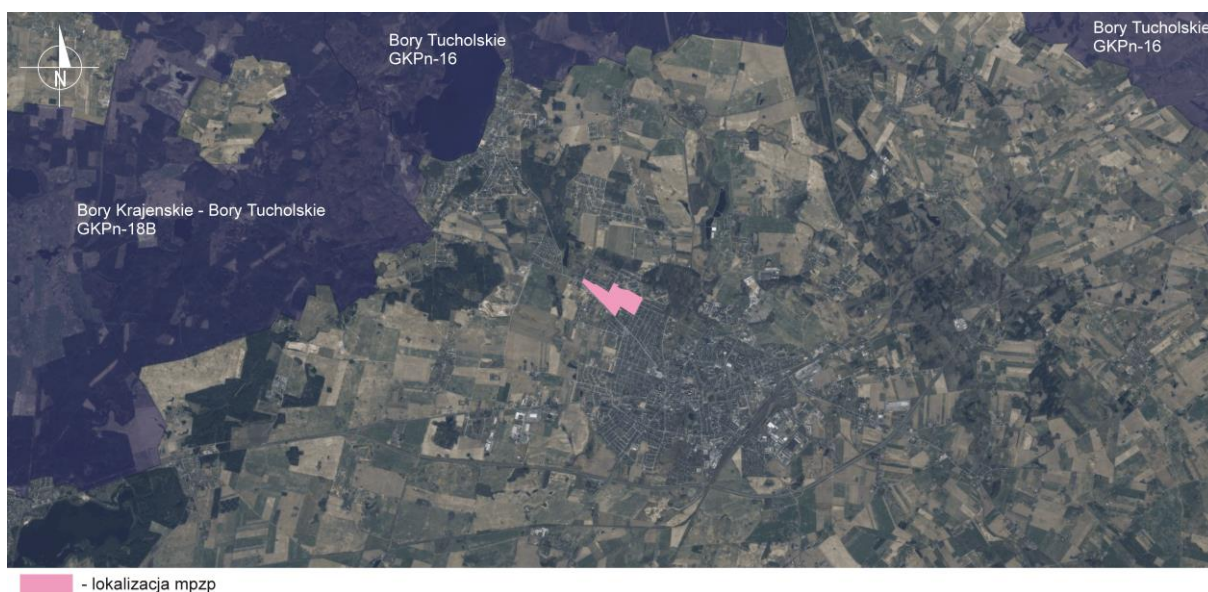 N
Bory Tucholskie
GKPn-16
Bory Tucholskie
GKPn-16
Bory Krajenskie - Bory Tucholskie
GKPn-18B
- lokalizacja mpzp